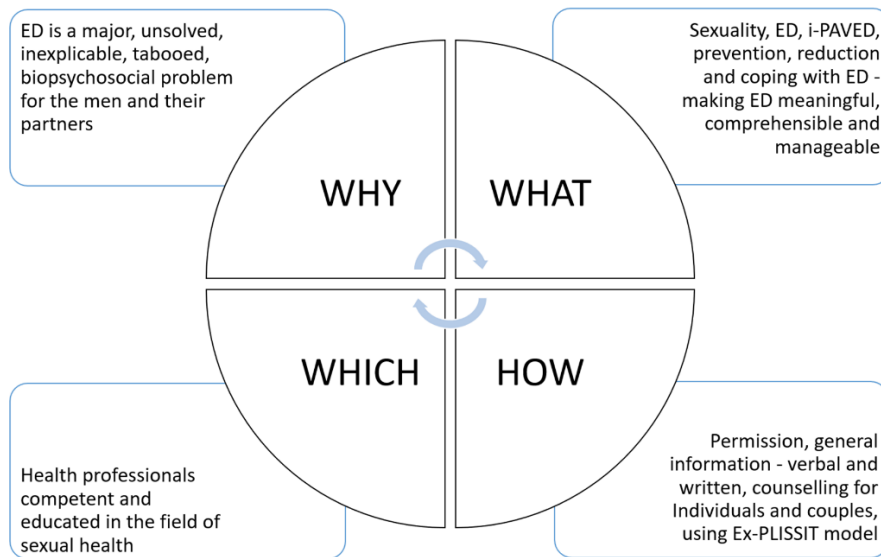 ED is a major, unsolved,
inexplicable, tabooed,
biopsychosocial problem
for the men and their
partners
Sexuality, ED, i-PAVED,
prevention, reduction
and coping with ED -
making ED meaningful,
comprehensible and
manageable
WHY
WHAT
WHICH
HOW
Health professionals
competent and
educated in the field of
sexual health
Permission, general
information - verbal and
written, counselling for
Individuals and couples,
using Ex-PLISSIT model